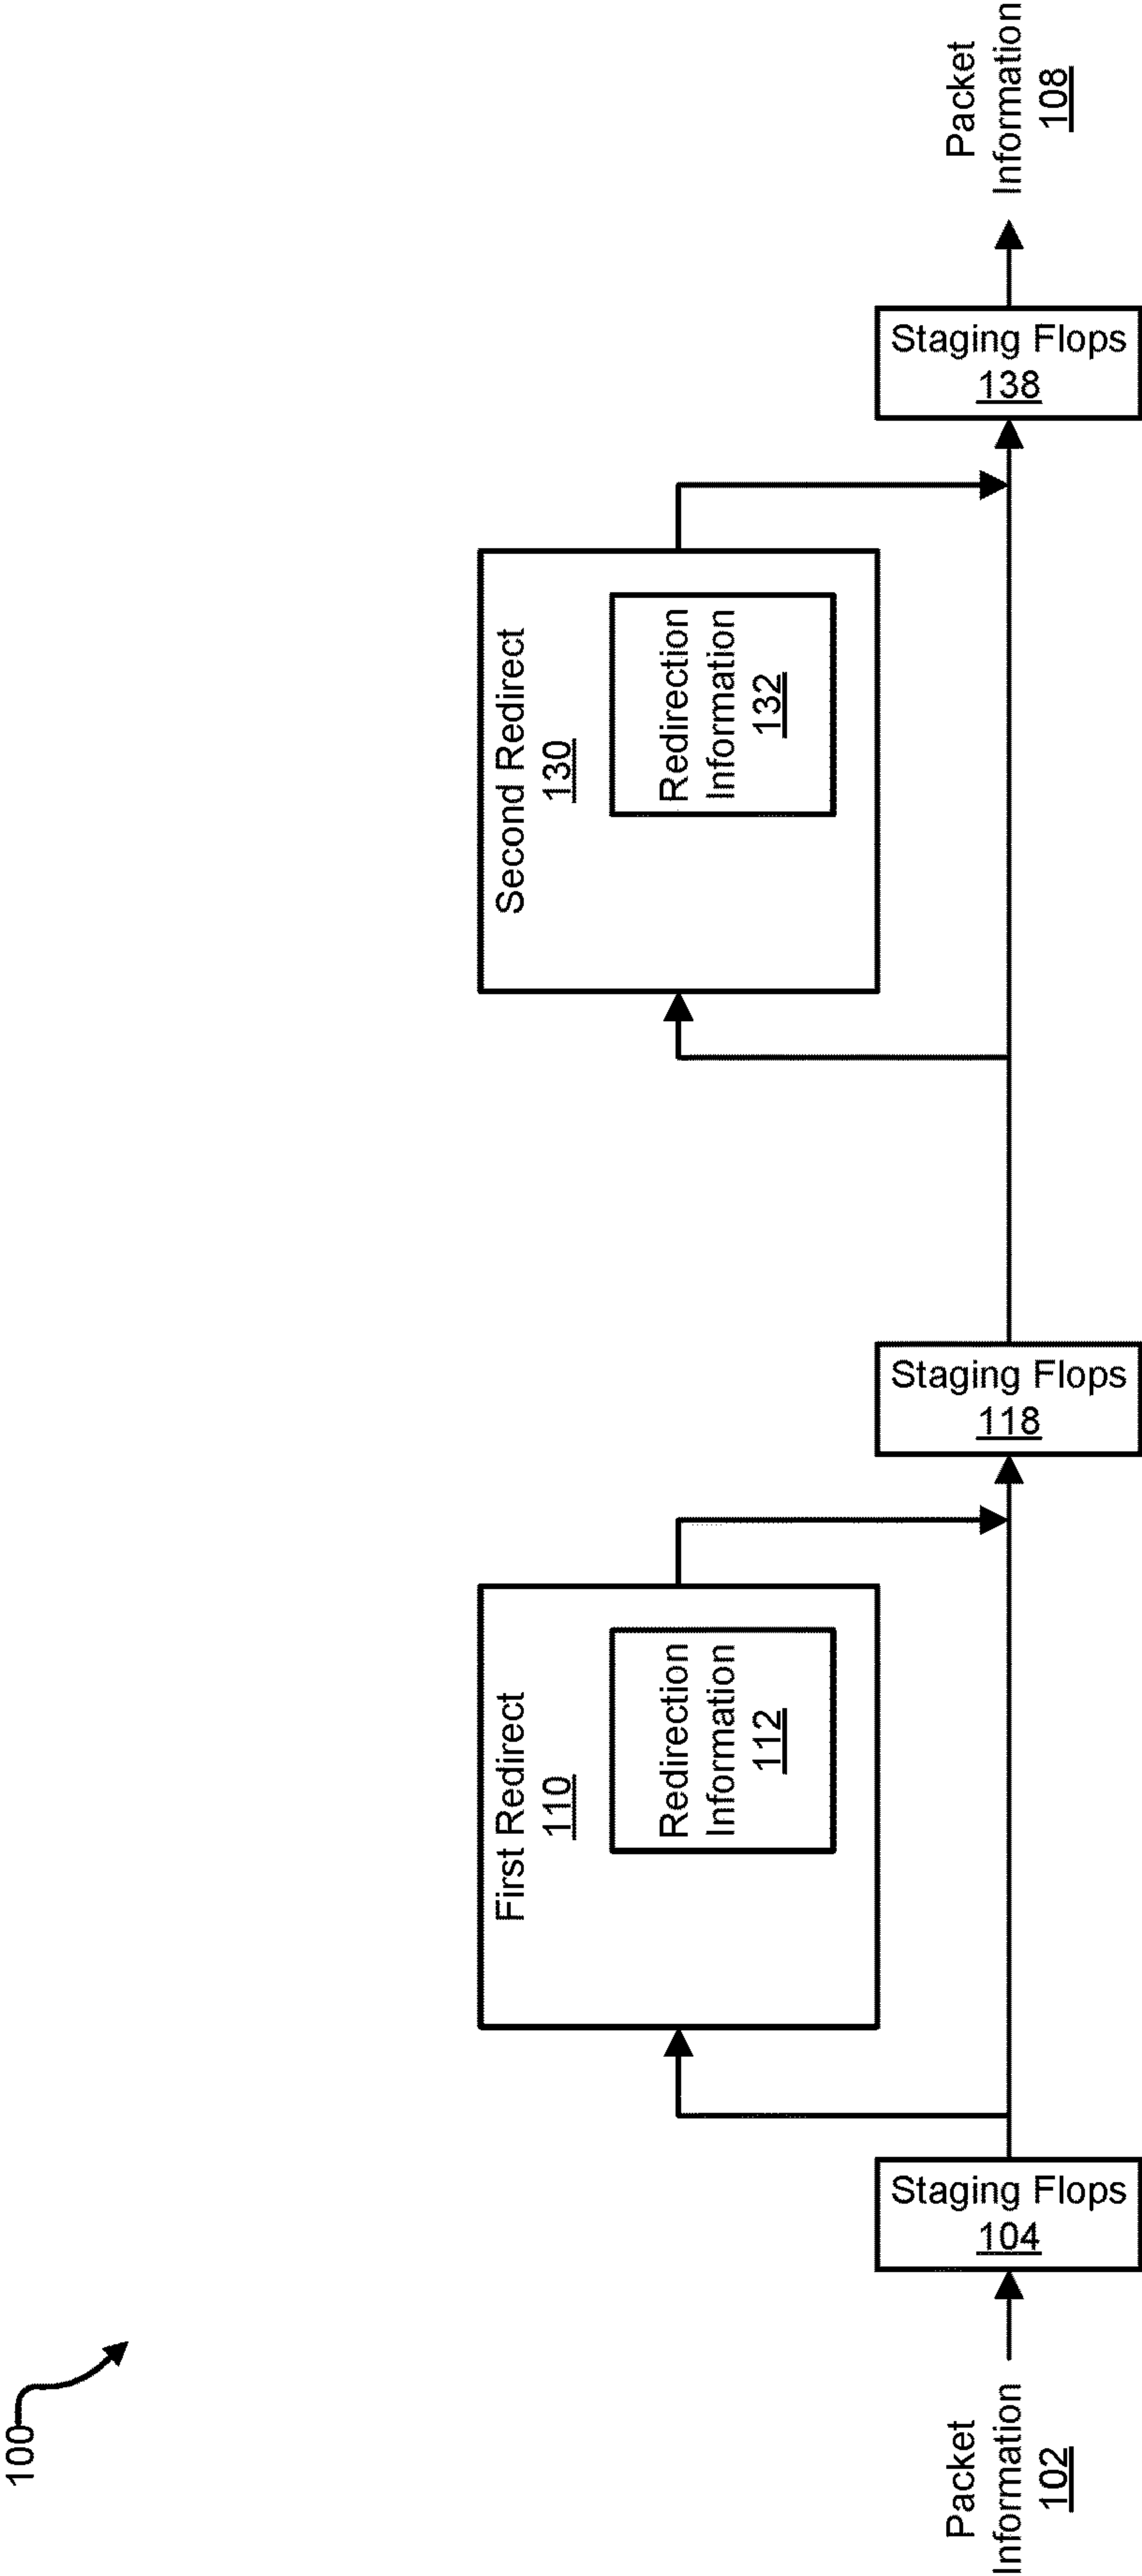 100
Packet
Information
102
Staging Flops
104
First Redirect
110
Redirection
Information
112
Staging Flops
118
Second Redirect
130
Redirection
Information
132
Staging Flops
138
Packet
Information
108